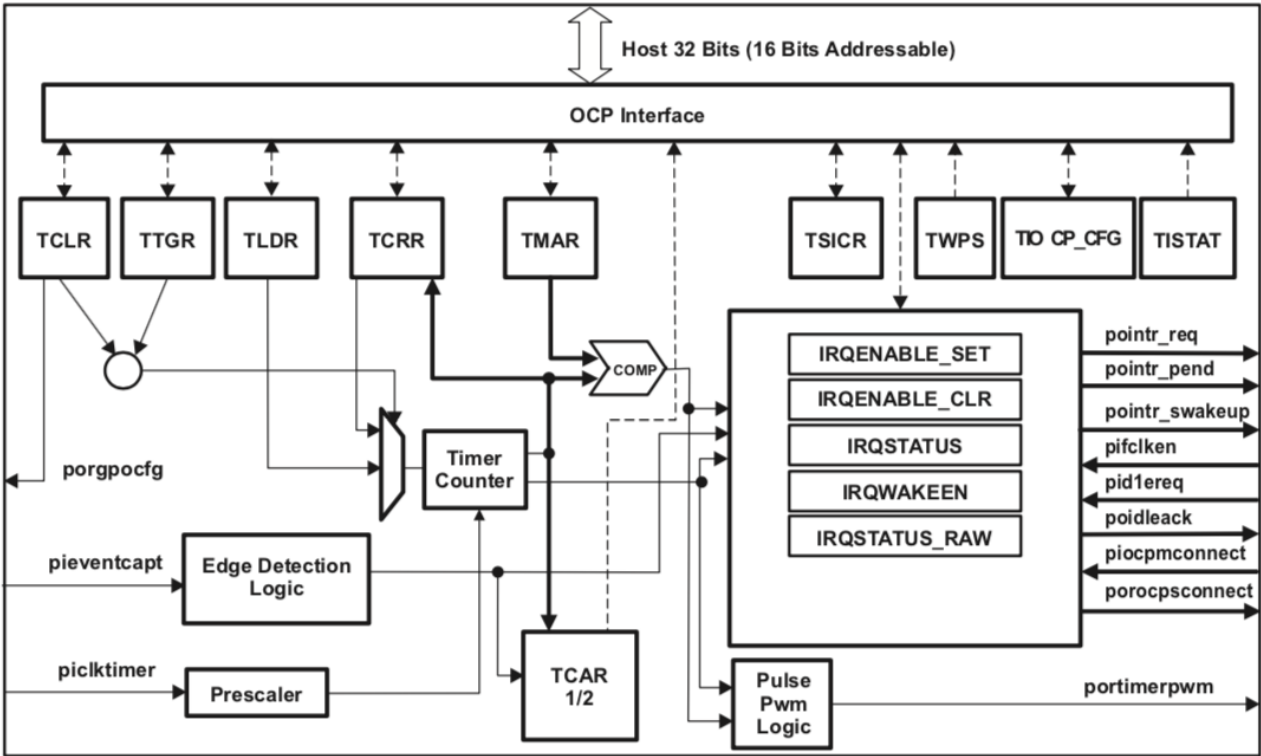 Host 32 Bits (16 Bits Addressable)
OCP Interface
TCLR
TTGR
TLDR
TCRR
TMAR
TSICR
TWPS
TIO CP_CFG
TISTAT
IRQENABLE_SET
IRQENABLE_CLR
IRQSTATUS
IRQWAKEEN
IRQSTATUS_RAW
pointr_req
pointr_pend
pointr_swakeup
pifclken
pid1ereq
poidleack
piocpmconnect
porocpsconnect
COMP
Timer
Counter
porgpocfg
pieventcapt
Edge Detection
Logic
piclktimer
Prescaler
TCAR
1/2
Pulse
Pwm
Logic
portimerpwm